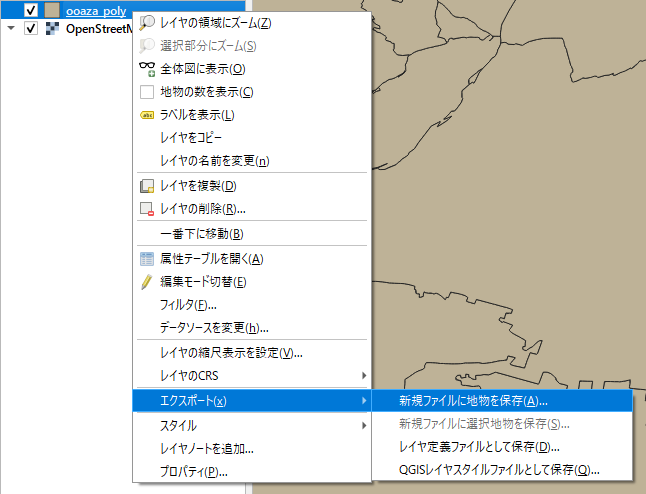 ooaza_poly
OpenStreetM
レイヤの領域にズーム(Z)
選択部分にズーム(S)
全体図に表示(O)
地物の数を表示(C)
abc ラベルを表示(L)
レイヤをコピー
レイヤの名前を変更(n)
レイヤを複製(D)
レイヤの削除(R)...
一番下に移動(B)
属性テーブルを開く(A)
編集モード切替(E)
フィルタ(F)...
データソースを変更(h)...
レイヤの縮尺表示を設定(V)...
レイヤのCRS
エクスポート(x)
スタイル
レイヤノートを追加...
プロパティ(P)...
新規ファイルに地物を保存(A)...
新規ファイルに選択地物を保存(S)...
レイヤ定義ファイルとして保存(D)...
QGISレイヤスタイルファイルとして保存(Q)...